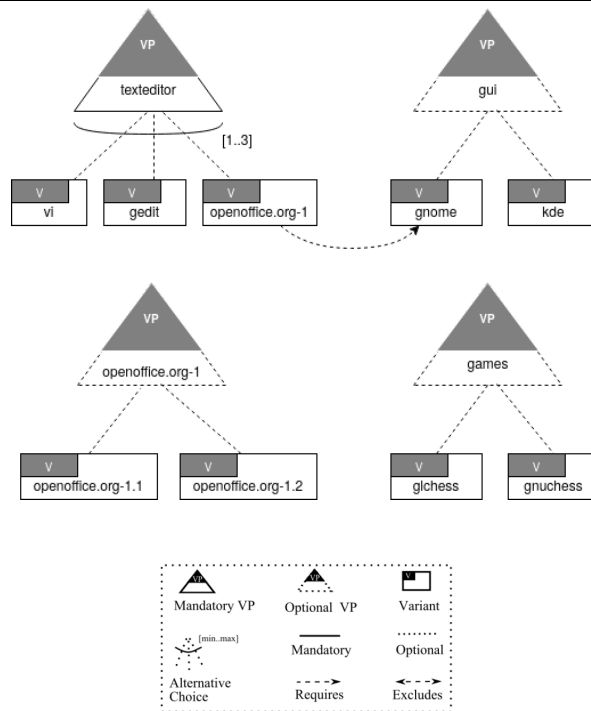 VP
VP
texteditor
gui
[1..3]
V
V
V
V
V
vi
gedit
openoffice.org-1
gnome
kde
VP
VP
openoffice.org-1
games
V
V
V
V
openoffice.org-1.1
openoffice.org-1.2
glchess
gnuchess
VP
VP
V
Mandatory VP
Optional VP
Variant
[min..max]
Mandatory
Optional
Alternative
Choice
Requires
Excludes